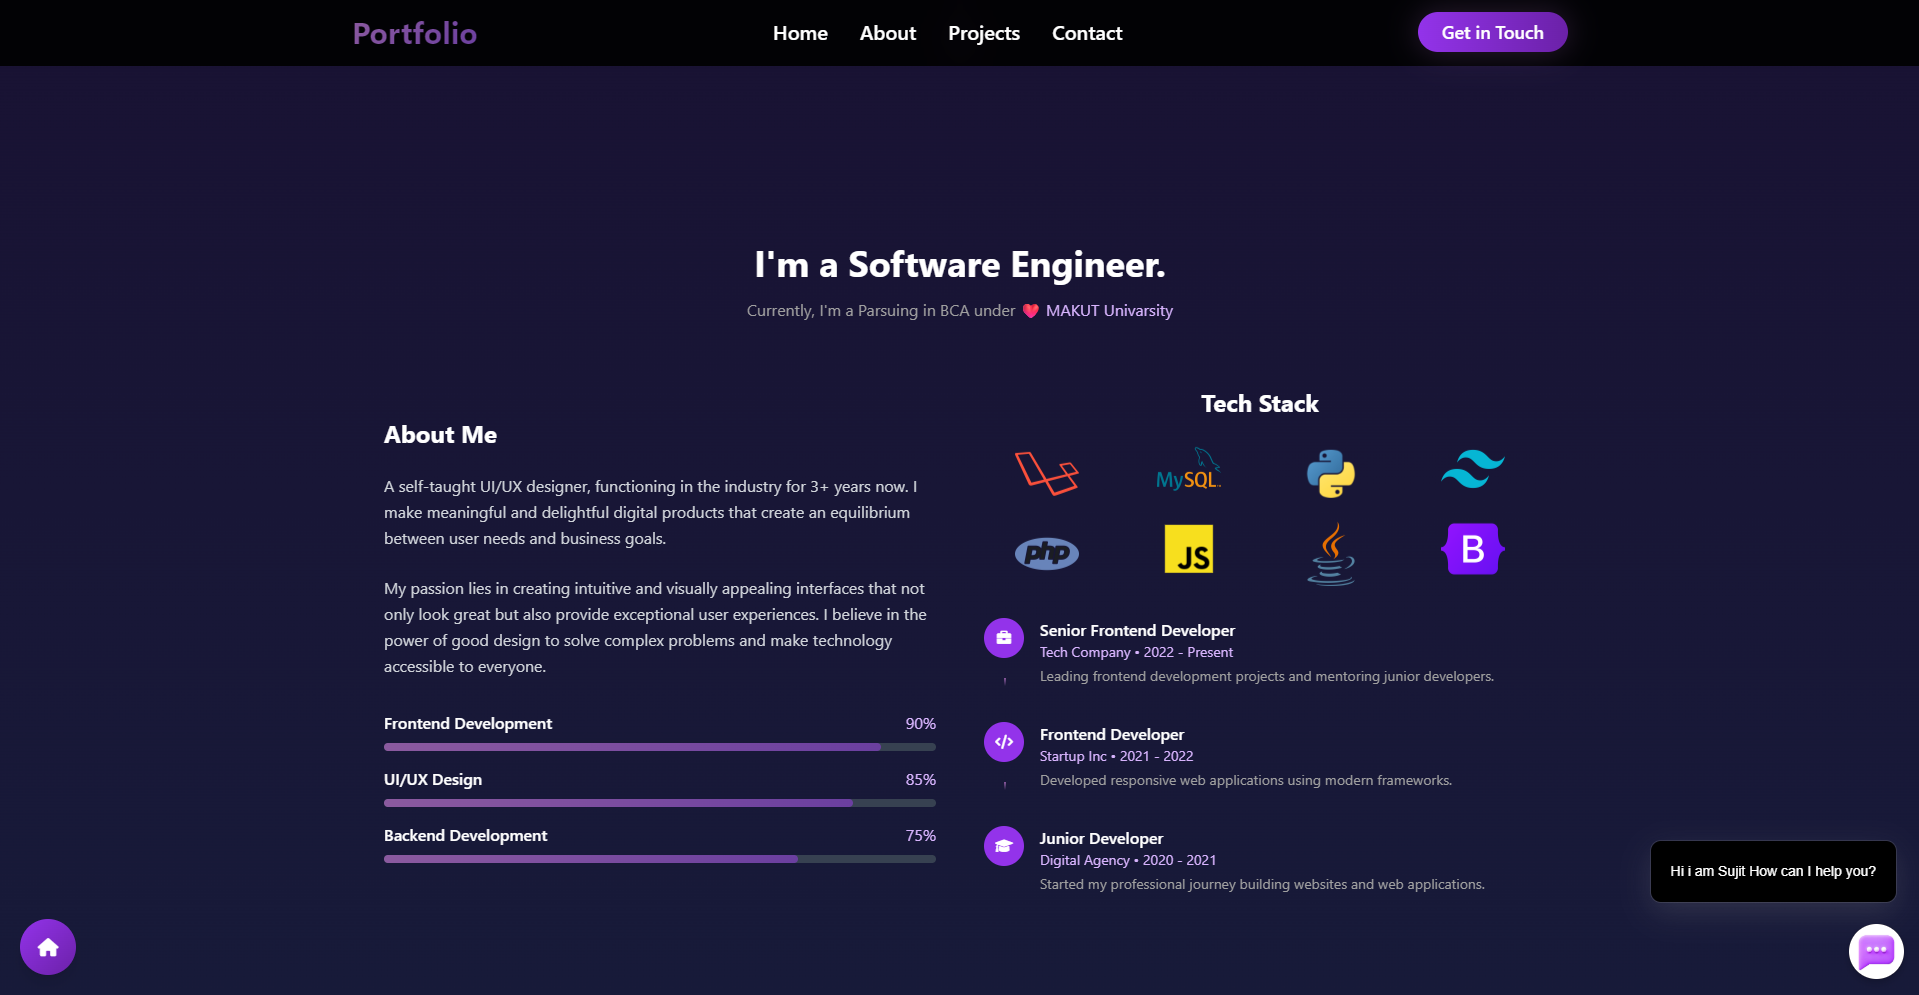 Portfolio
Home
About
Projects
Contact
Get in Touch
I'm a Software Engineer.
Currently, I'm a Parsuing in BCA under 💗 MAKUT Univarsity
About Me
A self-taught UI/UX designer, functioning in the industry for 3+ years now. I
make meaningful and delightful digital products that create an equilibrium
between user needs and business goals.
My passion lies in creating intuitive and visually appealing interfaces that not
only look great but also provide exceptional user experiences. I believe in the
power of good design to solve complex problems and make technology
accessible to everyone.
Frontend Development 90%
UI/UX Design 85%
Backend Development 75%
Tech Stack
MySQL
php
JS
B
Senior Frontend Developer
Tech Company • 2022 - Present
Leading frontend development projects and mentoring junior developers.
Frontend Developer
Startup Inc • 2021 - 2022
Developed responsive web applications using modern frameworks.
Junior Developer
Digital Agency • 2020 - 2021
Started my professional journey building websites and web applications.
Hi i am Sujit How can I help you?